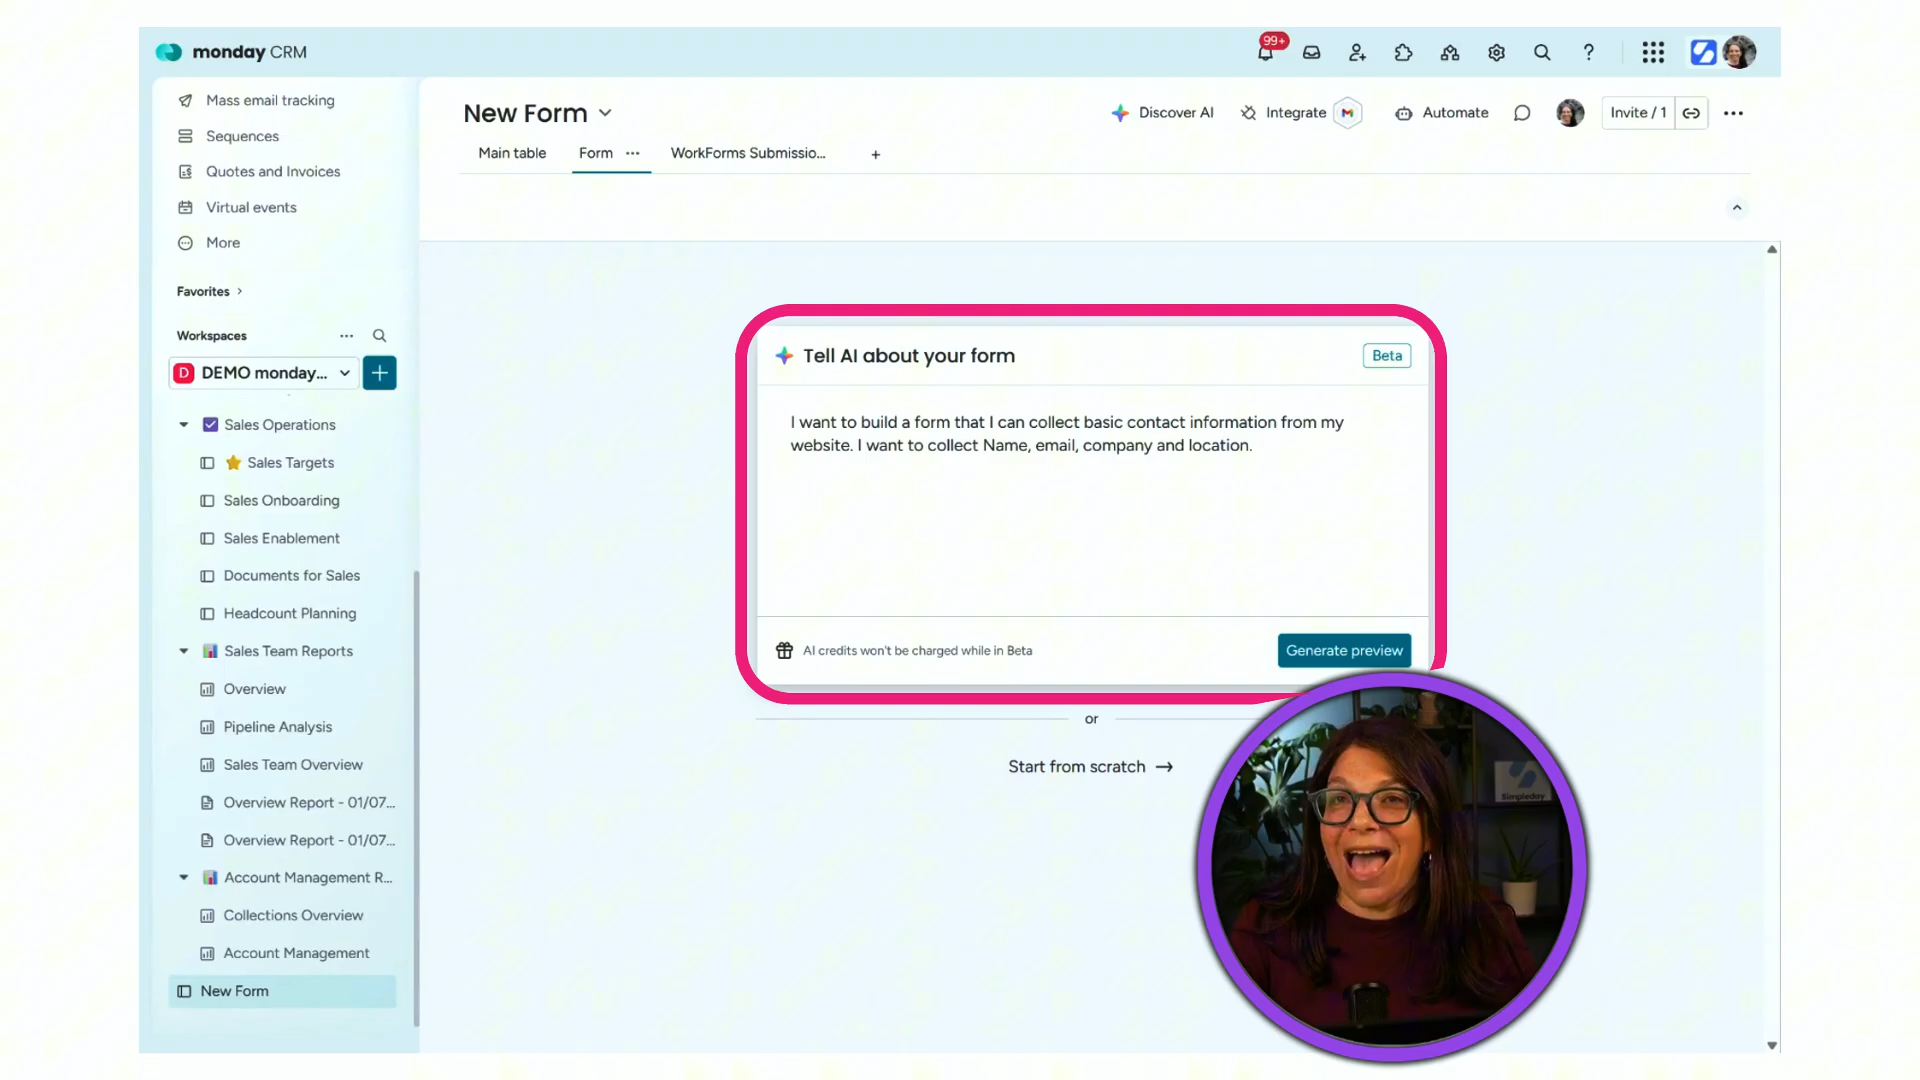 monday CRM
99+
Mass email tracking
Sequences
Quotes and Invoices
Virtual events
More
Favorites
Workspaces
D DEMO monday...
Sales Operations
Sales Targets
Sales Onboarding
Sales Enablement
Documents for Sales
Headcount Planning
Sales Team Reports
Overview
Pipeline Analysis
Sales Team Overview
Overview Report - 01/07...
Overview Report - 01/07...
Account Management R...
Collections Overview
Account Management
New Form
New Form
Discover AI
Integrate
Automate
Invite / 1
Main table
Form
WorkForms Submissio...
Tell AI about your form
Beta
I want to build a form that I can collect basic contact information from my
website. I want to collect Name, email, company and location.
AI credits won't be charged while in Beta
Generate preview
or
Start from scratch →
Simpleday